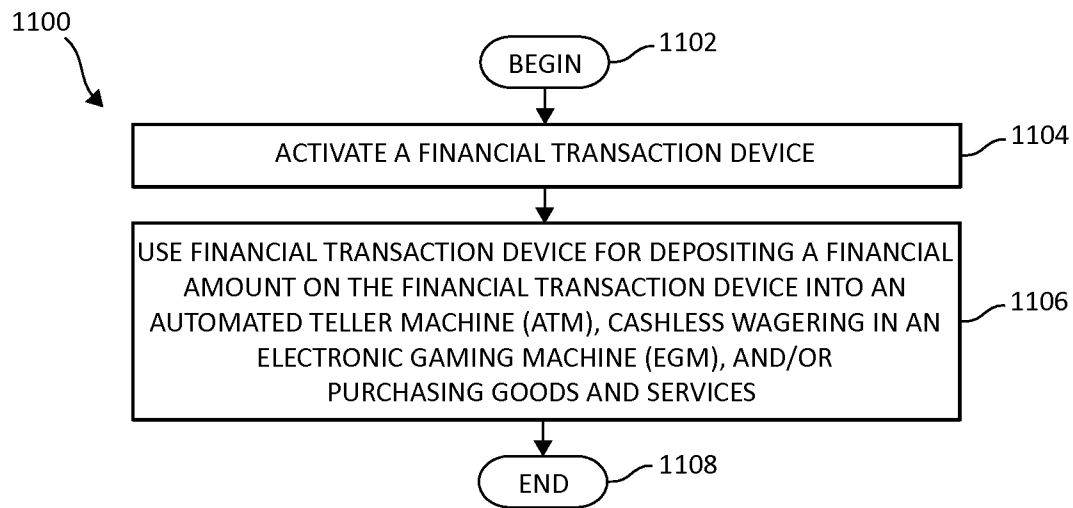 1100
BEGIN
1102
ACTIVATE A FINANCIAL TRANSACTION DEVICE
1104
USE FINANCIAL TRANSACTION DEVICE FOR DEPOSITING A FINANCIAL
AMOUNT ON THE FINANCIAL TRANSACTION DEVICE INTO AN
AUTOMATED TELLER MACHINE (ATM), CASHLESS WAGERING IN AN
ELECTRONIC GAMING MACHINE (EGM), AND/OR
PURCHASING GOODS AND SERVICES
1106
END
1108